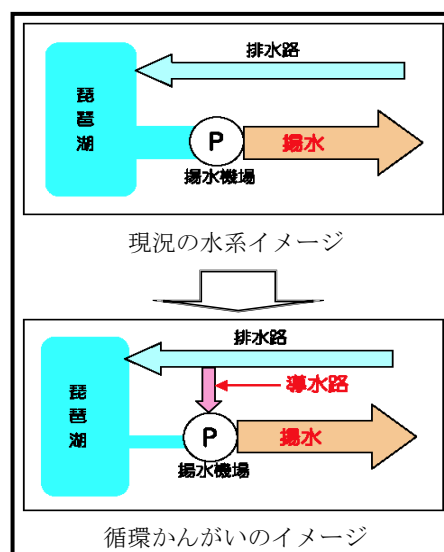 排水路
琵琶湖
P
揚水
揚水機場
現況の水系イメージ
排水路
導水路
琵琶湖
P
揚水
揚水機場
循環かんがいのイメージ